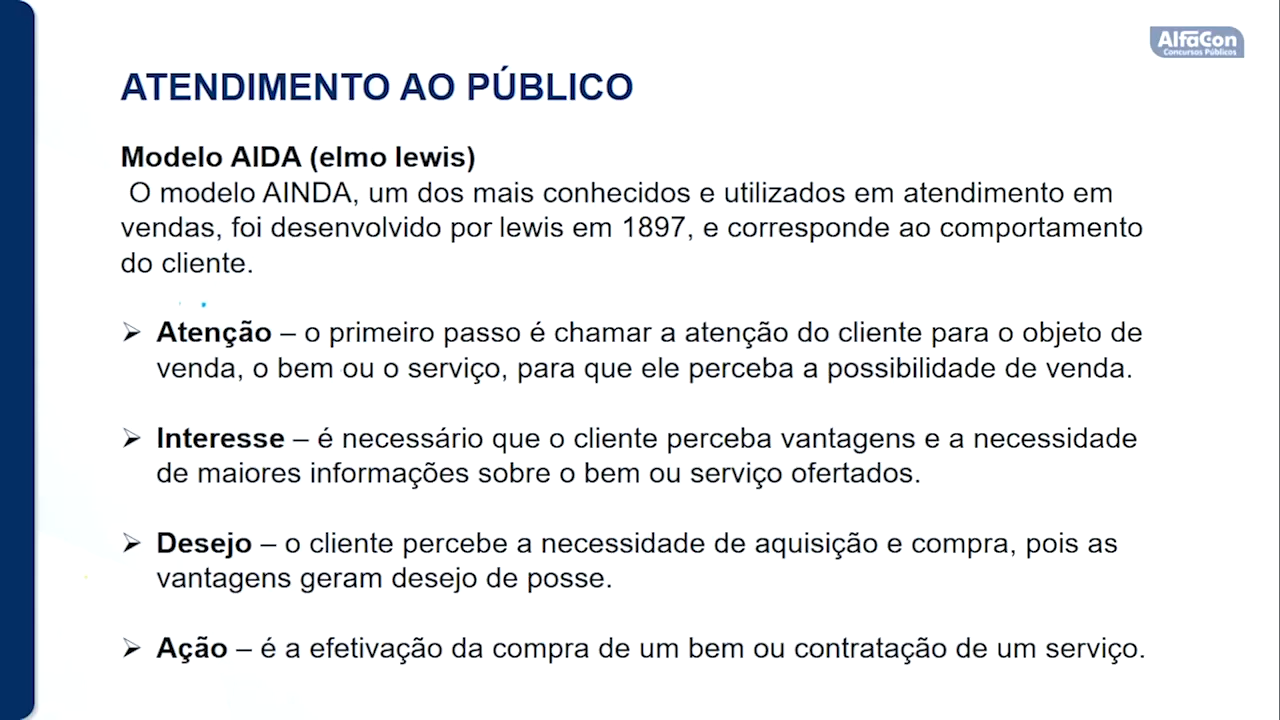 AlfaCon
Concursos Públicos
ATENDIMENTO AO PÚBLICO
Modelo AIDA (elmo lewis)
O modelo AINDA, um dos mais conhecidos e utilizados em atendimento em
vendas, foi desenvolvido por lewis em 1897, e corresponde ao comportamento
do cliente.
➢ Atenção – o primeiro passo é chamar a atenção do cliente para o objeto de
venda, o bem ou o serviço, para que ele perceba a possibilidade de venda.
➢ Interesse – é necessário que o cliente perceba vantagens e a necessidade
de maiores informações sobre o bem ou serviço ofertados.
➢ Desejo – o cliente percebe a necessidade de aquisição e compra, pois as
vantagens geram desejo de posse.
➢ Ação – é a efetivação da compra de um bem ou contratação de um serviço.